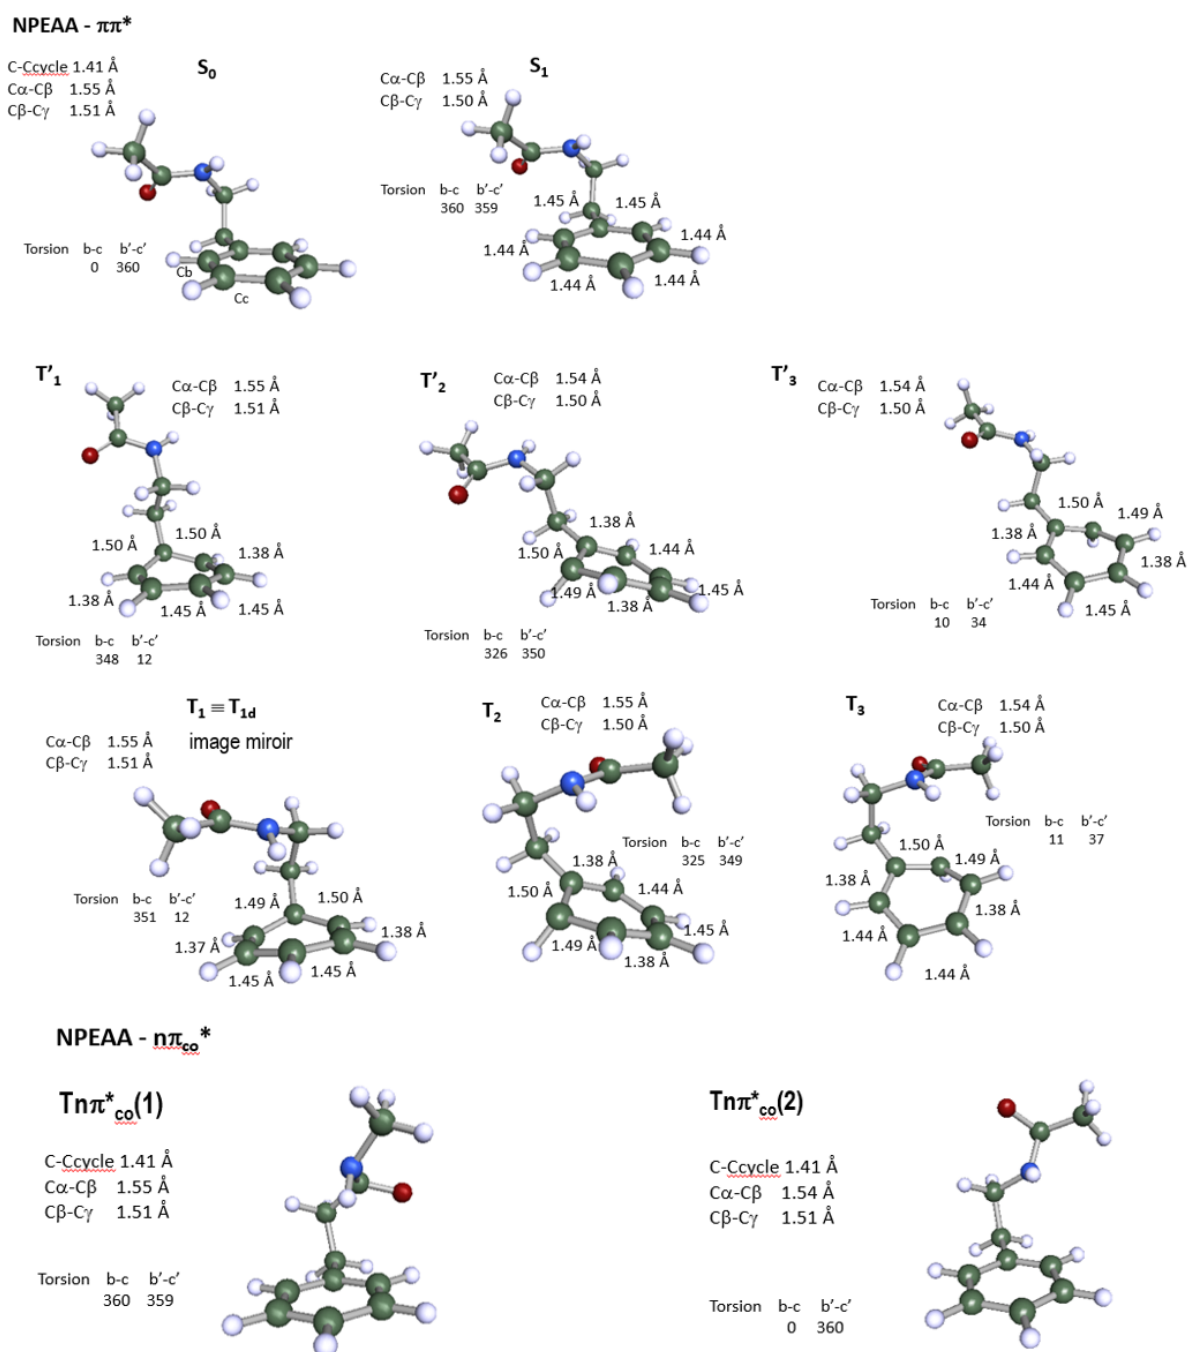 NPEAA - ππ*
S0
C-Ccycle 1.41 Å
Cα-Cβ 1.55 Å
Cβ-Cγ 1.51 Å
Torsion b-c b'-c'
0 360
Cb
Cc
S1
Cα-Cβ 1.55 Å
Cβ-Cγ 1.50 Å
Torsion b-c b'-c'
360 359
1.45 Å
1.45 Å
1.44 Å
1.44 Å
1.44 Å
1.44 Å
T'1
Cα-Cβ 1.55 Å
Cβ-Cγ 1.51 Å
1.50 Å
1.50 Å
1.38 Å
1.38 Å
1.45 Å
1.45 Å
Torsion b-c b'-c'
348 12
T'2
Cα-Cβ 1.54 Å
Cβ-Cγ 1.50 Å
1.38 Å
1.50 Å
1.44 Å
1.49 Å
1.38 Å
1.45 Å
Torsion b-c b'-c'
326 350
T'3
Cα-Cβ 1.54 Å
Cβ-Cγ 1.50 Å
1.50 Å
1.49 Å
1.38 Å
1.38 Å
1.44 Å
1.45 Å
Torsion b-c b'-c'
10 34
T1 ≡ T1d
image miroir
Cα-Cβ 1.55 Å
Cβ-Cγ 1.51 Å
Torsion b-c b'-c'
351 12
1.49 Å
1.50 Å
1.37 Å
1.38 Å
1.45 Å
1.45 Å
T2
Cα-Cβ 1.55 Å
Cβ-Cγ 1.50 Å
Torsion b-c b'-c'
325 349
1.38 Å
1.50 Å
1.44 Å
1.45 Å
1.49 Å
1.38 Å
T3
Cα-Cβ 1.54 Å
Cβ-Cγ 1.50 Å
Torsion b-c b'-c'
11 37
1.50 Å
1.49 Å
1.38 Å
1.38 Å
1.44 Å
1.44 Å
NPEAA - nπco*
Tnπ*co(1)
C-Ccycle 1.41 Å
Cα-Cβ 1.55 Å
Cβ-Cγ 1.51 Å
Torsion b-c b'-c'
360 359
Tnπ*co(2)
C-Ccycle 1.41 Å
Cα-Cβ 1.54 Å
Cβ-Cγ 1.51 Å
Torsion b-c b'-c'
0 360